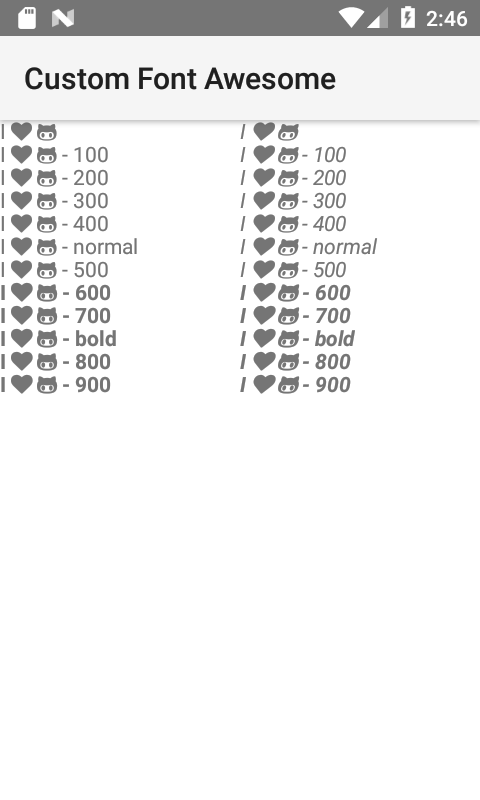 2:46
Custom Font Awesome
I ♥
I ♥ - 100
I ♥ - 200
I ♥ - 300
I ♥ - 400
I ♥ - normal
I ♥ - 500
I ♥ - 600
I ♥ - 700
I ♥ - bold
I ♥ - 800
I ♥ - 900
I ♥
I ♥ - 100
I ♥ - 200
I ♥ - 300
I ♥ - 400
I ♥ - normal
I ♥ - 500
I ♥ - 600
I ♥ - 700
I ♥ - bold
I ♥ - 800
I ♥ - 900